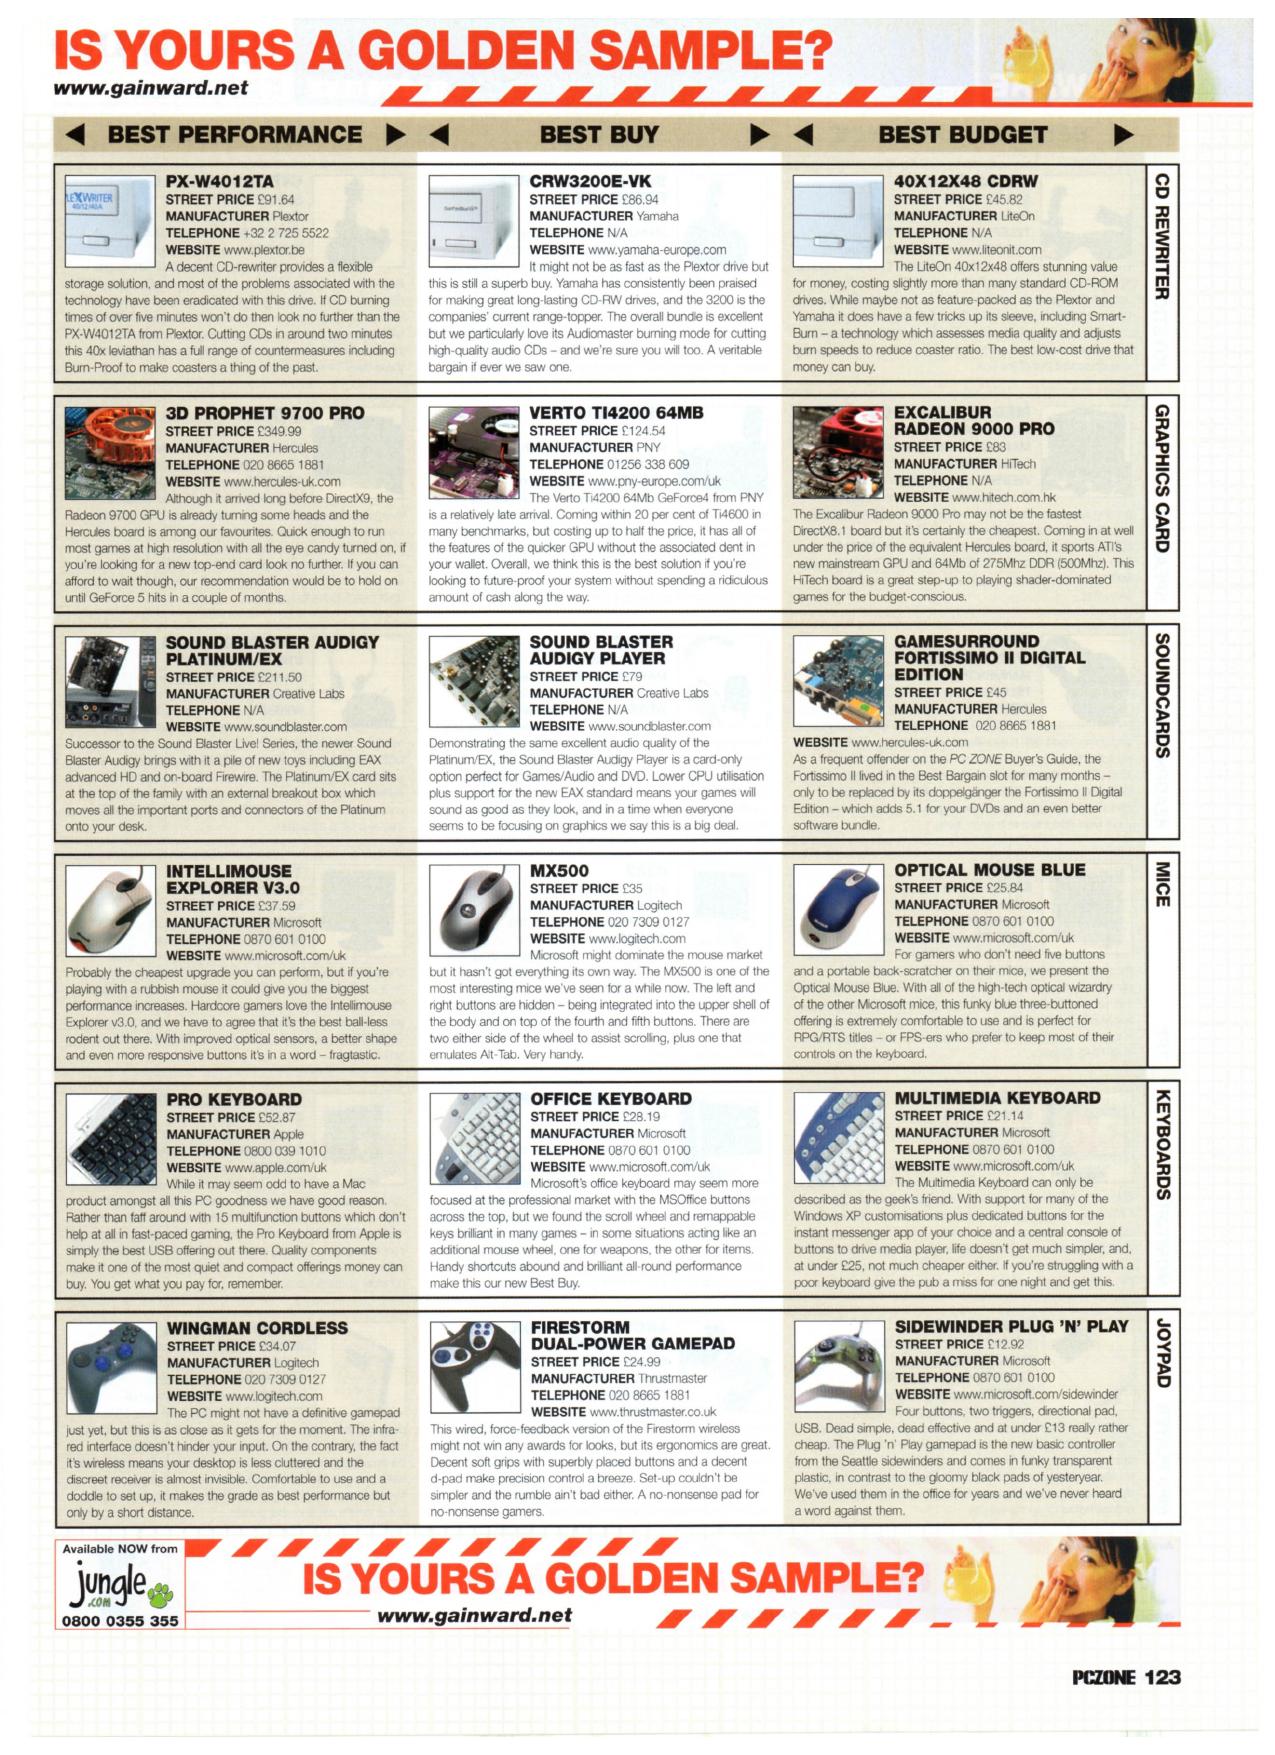 IS YOURS A GOLDEN SAMPLE?
www.gainward.net
BEST PERFORMANCE
BEST BUY
BEST BUDGET
CD REWRITER
PX-W4012TA
STREET PRICE £91.64
MANUFACTURER Plextor
TELEPHONE +32 2 725 5522
WEBSITE www.plextor.be
A decent CD-rewriter provides a flexible
storage solution, and most of the problems associated with the
technology have been eradicated with this drive. If CD burning
times of over five minutes won't do then look no further than the
PX-W4012TA from Plextor. Cutting CDs in around two minutes
this 40x leviathan has a full range of countermeasures including
Burn-Proof to make coasters a thing of the past.
CRW3200E-VK
STREET PRICE £86.94
MANUFACTURER Yamaha
TELEPHONE N/A
WEBSITE www.yamaha-europe.com
It might not be as fast as the Plextor drive but
this is still a superb buy. Yamaha has consistently been praised
for making great long-lasting CD-RW drives, and the 3200 is the
companies' current range-topper. The overall bundle is excellent
but we particularly love its Audiomaster burning mode for cutting
high-quality audio CDs – and we're sure you will too. A veritable
bargain if ever we saw one.
40X12X48 CDRW
STREET PRICE £45.82
MANUFACTURER LiteOn
TELEPHONE N/A
WEBSITE www.liteonit.com
The LiteOn 40x12x48 offers stunning value
for money, costing slightly more than many standard CD-ROM
drives. While maybe not as feature-packed as the Plextor and
Yamaha it does have a few tricks up its sleeve, including Smart-
Burn – a technology which assesses media quality and adjusts
burn speeds to reduce coaster ratio. The best low-cost drive that
money can buy.
GRAPHICS CARD
3D PROPHET 9700 PRO
STREET PRICE £349.99
MANUFACTURER Hercules
TELEPHONE 020 8665 1881
WEBSITE www.hercules-uk.com
Although it arrived long before DirectX9, the
Radeon 9700 GPU is already turning some heads and the
Hercules board is among our favourites. Quick enough to run
most games at high resolution with all the eye candy turned on, if
you're looking for a new top-end card look no further. If you can
afford to wait though, our recommendation would be to hold on
until GeForce 5 hits in a couple of months.
VERTO TI4200 64MB
STREET PRICE £124.54
MANUFACTURER PNY
TELEPHONE 01256 338 609
WEBSITE www.pny-europe.com/uk
The Verto Ti4200 64Mb GeForce4 from PNY
is a relatively late arrival. Coming within 20 per cent of Ti4600 in
many benchmarks, but costing up to half the price, it has all of
the features of the quicker GPU without the associated dent in
your wallet. Overall, we think this is the best solution if you're
looking to future-proof your system without spending a ridiculous
amount of cash along the way.
EXCALIBUR
RADEON 9000 PRO
STREET PRICE £83
MANUFACTURER HiTech
TELEPHONE N/A
WEBSITE www.hitech.com.hk
The Excalibur Radeon 9000 Pro may not be the fastest
DirectX8.1 board but it's certainly the cheapest. Coming in at well
under the price of the equivalent Hercules board, it sports ATI's
new mainstream GPU and 64Mb of 275Mhz DDR (500Mhz). This
HiTech board is a great step-up to playing shader-dominated
games for the budget-conscious.
SOUNDCARDS
SOUND BLASTER AUDIGY
PLATINUM/EX
STREET PRICE £211.50
MANUFACTURER Creative Labs
TELEPHONE N/A
WEBSITE www.soundblaster.com
Successor to the Sound Blaster Live! Series, the newer Sound
Blaster Audigy brings with it a pile of new toys including EAX
advanced HD and on-board Firewire. The Platinum/EX card sits
at the top of the family with an external breakout box which
moves all the important ports and connectors of the Platinum
onto your desk.
SOUND BLASTER
AUDIGY PLAYER
STREET PRICE £79
MANUFACTURER Creative Labs
TELEPHONE N/A
WEBSITE www.soundblaster.com
Demonstrating the same excellent audio quality of the
Platinum/EX, the Sound Blaster Audigy Player is a card-only
option perfect for Games/Audio and DVD. Lower CPU utilisation
plus support for the new EAX standard means your games will
sound as good as they look, and in a time when everyone
seems to be focusing on graphics we say this is a big deal.
GAMESURROUND
FORTISSIMO II DIGITAL
EDITION
STREET PRICE £45
MANUFACTURER Hercules
TELEPHONE 020 8665 1881
WEBSITE www.hercules-uk.com
As a frequent offender on the PC ZONE Buyer's Guide, the
Fortissimo II lived in the Best Bargain slot for many months –
only to be replaced by its doppelgänger the Fortissimo II Digital
Edition – which adds 5.1 for your DVDs and an even better
software bundle.
MICE
INTELLIMOUSE
EXPLORER V3.0
STREET PRICE £37.59
MANUFACTURER Microsoft
TELEPHONE 0870 601 0100
WEBSITE www.microsoft.com/uk
Probably the cheapest upgrade you can perform, but if you're
playing with a rubbish mouse it could give you the biggest
performance increases. Hardcore gamers love the Intellimouse
Explorer v3.0, and we have to agree that it's the best ball-less
rodent out there. With improved optical sensors, a better shape
and even more responsive buttons it's in a word – fragtastic.
MX500
STREET PRICE £35
MANUFACTURER Logitech
TELEPHONE 020 7309 0127
WEBSITE www.logitech.com
Microsoft might dominate the mouse market
but it hasn't got everything its own way. The MX500 is one of the
most interesting mice we've seen for a while now. The left and
right buttons are hidden – being integrated into the upper shell of
the body and on top of the fourth and fifth buttons. There are
two either side of the wheel to assist scrolling, plus one that
emulates Alt-Tab. Very handy.
OPTICAL MOUSE BLUE
STREET PRICE £25.84
MANUFACTURER Microsoft
TELEPHONE 0870 601 0100
WEBSITE www.microsoft.com/uk
For gamers who don't need five buttons
and a portable back-scratcher on their mice, we present the
Optical Mouse Blue. With all of the high-tech optical wizardry
of the other Microsoft mice, this funky blue three-buttoned
offering is extremely comfortable to use and is perfect for
RPG/RTS titles – or FPS-ers who prefer to keep most of their
controls on the keyboard.
KEYBOARDS
PRO KEYBOARD
STREET PRICE £52.87
MANUFACTURER Apple
TELEPHONE 0800 039 1010
WEBSITE www.apple.com/uk
While it may seem odd to have a Mac
product amongst all this PC goodness we have good reason.
Rather than faff around with 15 multifunction buttons which don't
help at all in fast-paced gaming, the Pro Keyboard from Apple is
simply the best USB offering out there. Quality components
make it one of the most quiet and compact offerings money can
buy. You get what you pay for, remember.
OFFICE KEYBOARD
STREET PRICE £28.19
MANUFACTURER Microsoft
TELEPHONE 0870 601 0100
WEBSITE www.microsoft.com/uk
Microsoft's office keyboard may seem more
focused at the professional market with the MSOffice buttons
across the top, but we found the scroll wheel and remappable
keys brilliant in many games – in some situations acting like an
additional mouse wheel, one for weapons, the other for items.
Handy shortcuts abound and brilliant all-round performance
make this our new Best Buy.
MULTIMEDIA KEYBOARD
STREET PRICE £21.14
MANUFACTURER Microsoft
TELEPHONE 0870 601 0100
WEBSITE www.microsoft.com/uk
The Multimedia Keyboard can only be
described as the geek's friend. With support for many of the
Windows XP customisations plus dedicated buttons for the
instant messenger app of your choice and a central console of
buttons to drive media player, life doesn't get much simpler, and,
at under £25, not much cheaper either. If you're struggling with a
poor keyboard give the pub a miss for one night and get this.
JOYPAD
WINGMAN CORDLESS
STREET PRICE £34.07
MANUFACTURER Logitech
TELEPHONE 020 7309 0127
WEBSITE www.logitech.com
The PC might not have a definitive gamepad
just yet, but this is as close as it gets for the moment. The infra-
red interface doesn't hinder your input. On the contrary, the fact
it's wireless means your desktop is less cluttered and the
discreet receiver is almost invisible. Comfortable to use and a
doddle to set up, it makes the grade as best performance but
only by a short distance.
FIRESTORM
DUAL-POWER GAMEPAD
STREET PRICE £24.99
MANUFACTURER Thrustmaster
TELEPHONE 020 8665 1881
WEBSITE www.thrustmaster.co.uk
This wired, force-feedback version of the Firestorm wireless
might not win any awards for looks, but its ergonomics are great.
Decent soft grips with superbly placed buttons and a decent
d-pad make precision control a breeze. Set-up couldn't be
simpler and the rumble ain't bad either. A no-nonsense pad for
no-nonsense gamers.
SIDEWINDER PLUG 'N' PLAY
STREET PRICE £12.92
MANUFACTURER Microsoft
TELEPHONE 0870 601 0100
WEBSITE www.microsoft.com/sidewinder
Four buttons, two triggers, directional pad,
USB. Dead simple, dead effective and at under £13 really rather
cheap. The Plug 'n' Play gamepad is the new basic controller
from the Seattle sidewinders and comes in funky transparent
plastic, in contrast to the gloomy black pads of yesteryear.
We've used them in the office for years and we've never heard
a word against them.
Available NOW from
jungle
.COM
0800 0355 355
IS YOURS A GOLDEN SAMPLE?
www.gainward.net
PCZONE 123